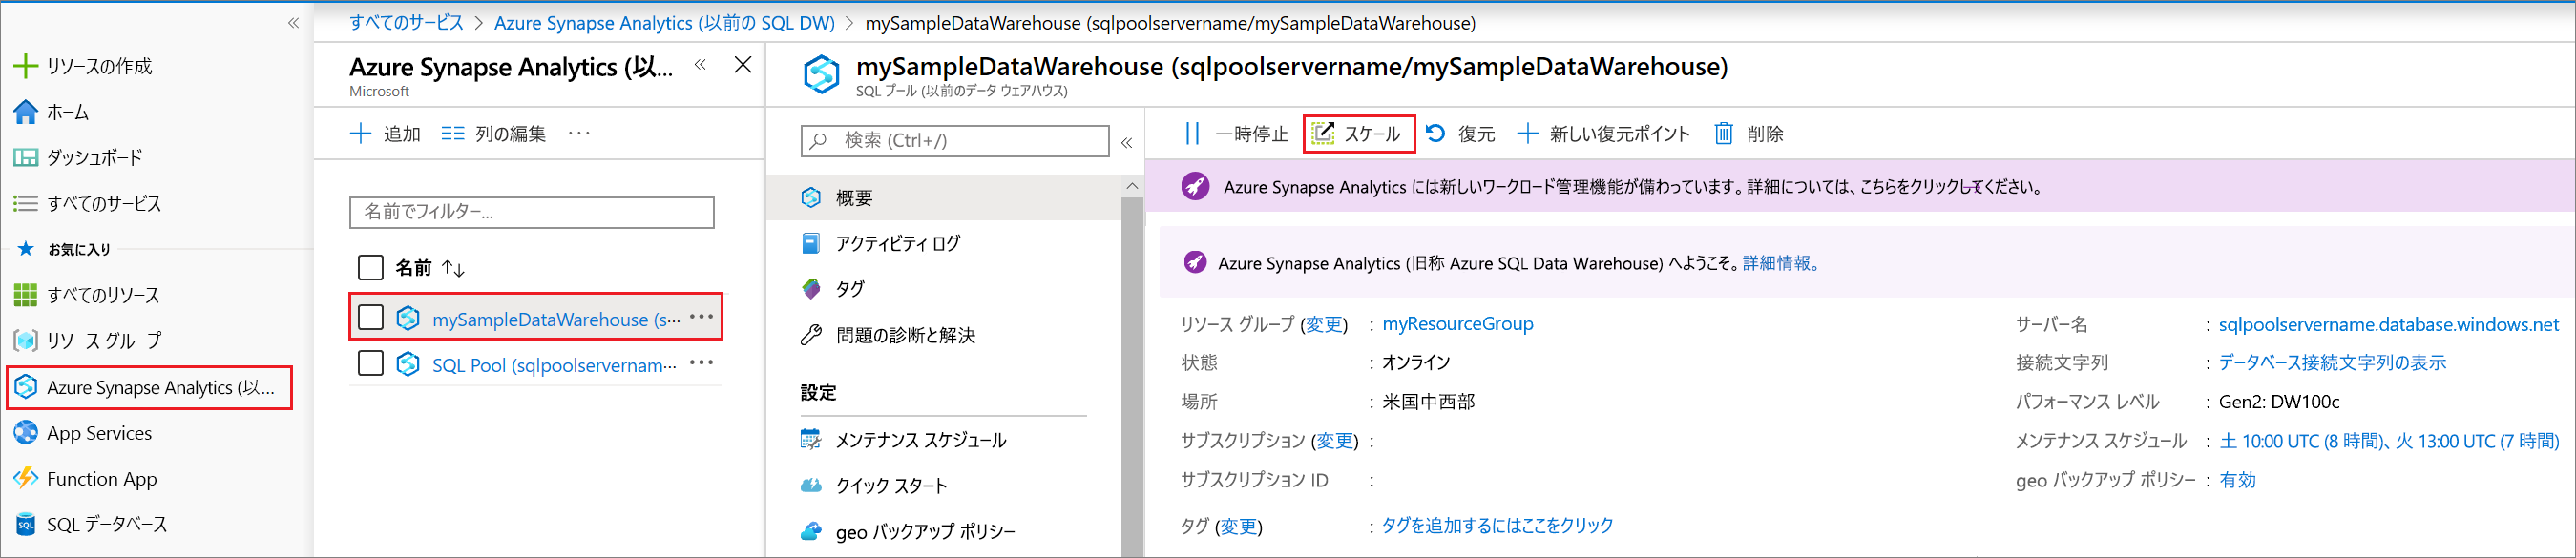 すべてのサービス > Azure Synapse Analytics (以前の SQL DW) > mySampleDataWarehouse (sqlpoolservername/mySampleDataWarehouse)
«
リソースの作成
ホーム
ダッシュボード
すべてのサービス
お気に入り
すべてのリソース
リソース グループ
Azure Synapse Analytics (以...
App Services
Function App
SQL データベース
Azure Synapse Analytics (以... «
Microsoft
追加 列の編集 ...
名前でフィルター...
名前 ↑↓
mySampleDataWarehouse (s... ...
SQL Pool (sqlpoolservernam... ...
mySampleDataWarehouse (sqlpoolservername/mySampleDataWarehouse)
SQL プール (以前のデータ ウェアハウス)
検索 (Ctrl+/) «
概要
アクティビティ ログ
タグ
問題の診断と解決
設定
メンテナンス スケジュール
クイック スタート
geo バックアップ ポリシー
一時停止 スケール 復元 新しい復元ポイント 削除
Azure Synapse Analytics には新しいワークロード管理機能が備わっています。詳細については、こちらをクリックしてください。
Azure Synapse Analytics (旧称 Azure SQL Data Warehouse) へようこそ。詳細情報。
リソース グループ (変更) : myResourceGroup
状態 : オンライン
場所 : 米国中西部
サブスクリプション (変更) :
サブスクリプション ID :
タグ (変更) : タグを追加するにはここをクリック
サーバー名 : sqlpoolservername.database.windows.net
接続文字列 : データベース接続文字列の表示
パフォーマンス レベル : Gen2: DW100c
メンテナンス スケジュール : 土 10:00 UTC (8 時間)、火 13:00 UTC (7 時間)
geo バックアップ ポリシー : 有効